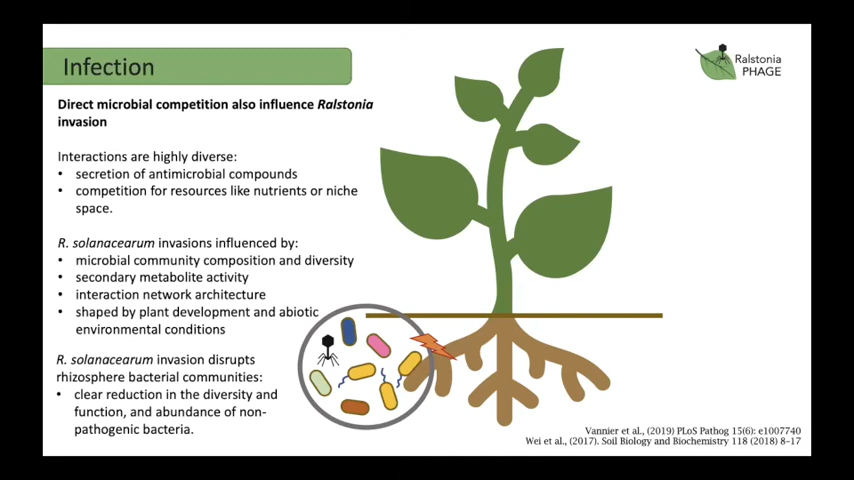 Infection
Ralstonia
PHAGE
Direct microbial competition also influence Ralstonia
invasion
Interactions are highly diverse:
• secretion of antimicrobial compounds
• competition for resources like nutrients or niche
space.
R. solanacearum invasions influenced by:
• microbial community composition and diversity
• secondary metabolite activity
• interaction network architecture
• shaped by plant development and abiotic
environmental conditions
R. solanacearum invasion disrupts
rhizosphere bacterial communities:
• clear reduction in the diversity and
function, and abundance of non-
pathogenic bacteria.
Vannier et al., (2019) PLoS Pathog 15(6): e1007740
Wei et al., (2017). Soil Biology and Biochemistry 118 (2018) 8–17